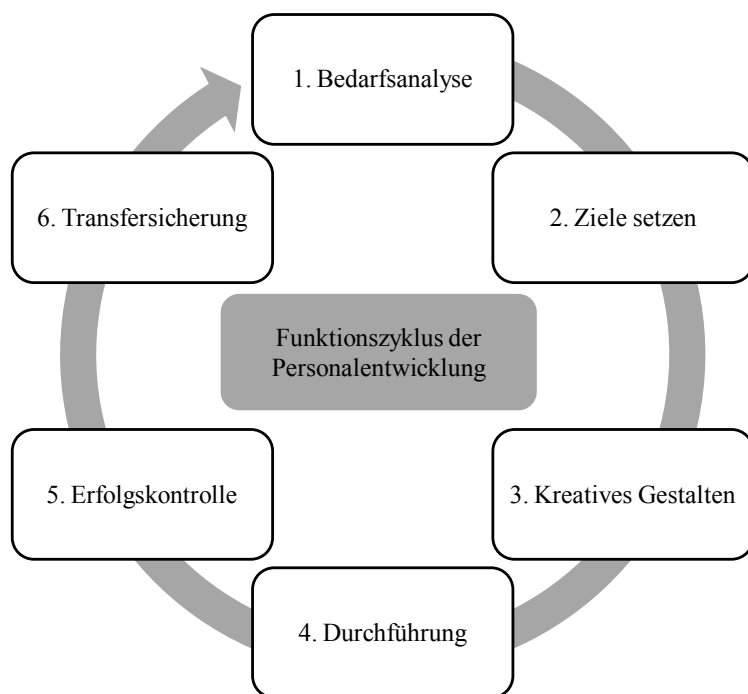 1. Bedarfsanalyse
2. Ziele setzen
3. Kreatives Gestalten
4. Durchführung
5. Erfolgskontrolle
6. Transfersicherung
Funktionszyklus der
Personalentwicklung